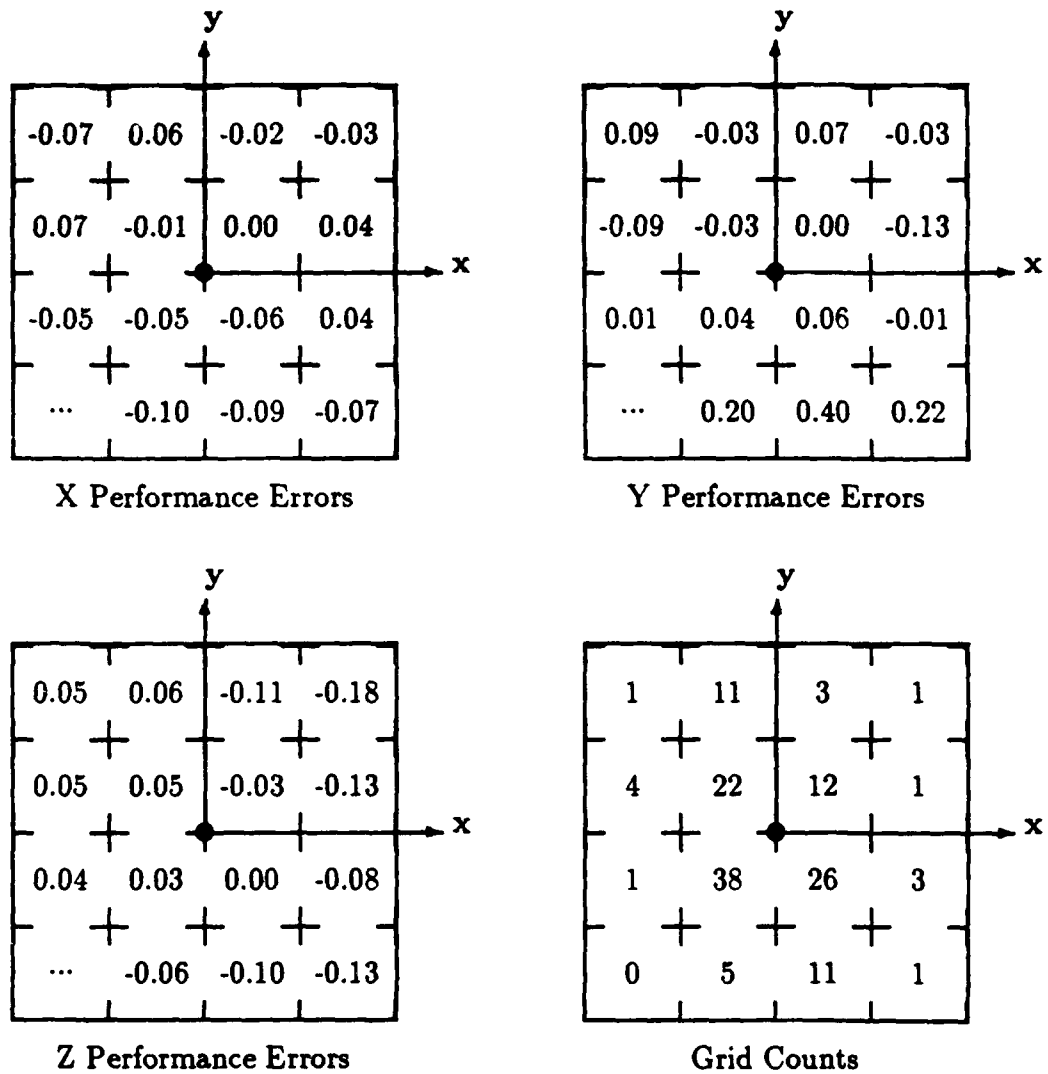 y
-0.07 0.06 -0.02 -0.03
0.07 -0.01 0.00 0.04
x
-0.05 -0.05 -0.06 0.04
... -0.10 -0.09 -0.07
X Performance Errors
y
0.09 -0.03 0.07 -0.03
-0.09 -0.03 0.00 -0.13
x
0.01 0.04 0.06 -0.01
... 0.20 0.40 0.22
Y Performance Errors
y
0.05 0.06 -0.11 -0.18
0.05 0.05 -0.03 -0.13
x
0.04 0.03 0.00 -0.08
... -0.06 -0.10 -0.13
Z Performance Errors
y
1 11 3 1
4 22 12 1
x
1 38 26 3
0 5 11 1
Grid Counts